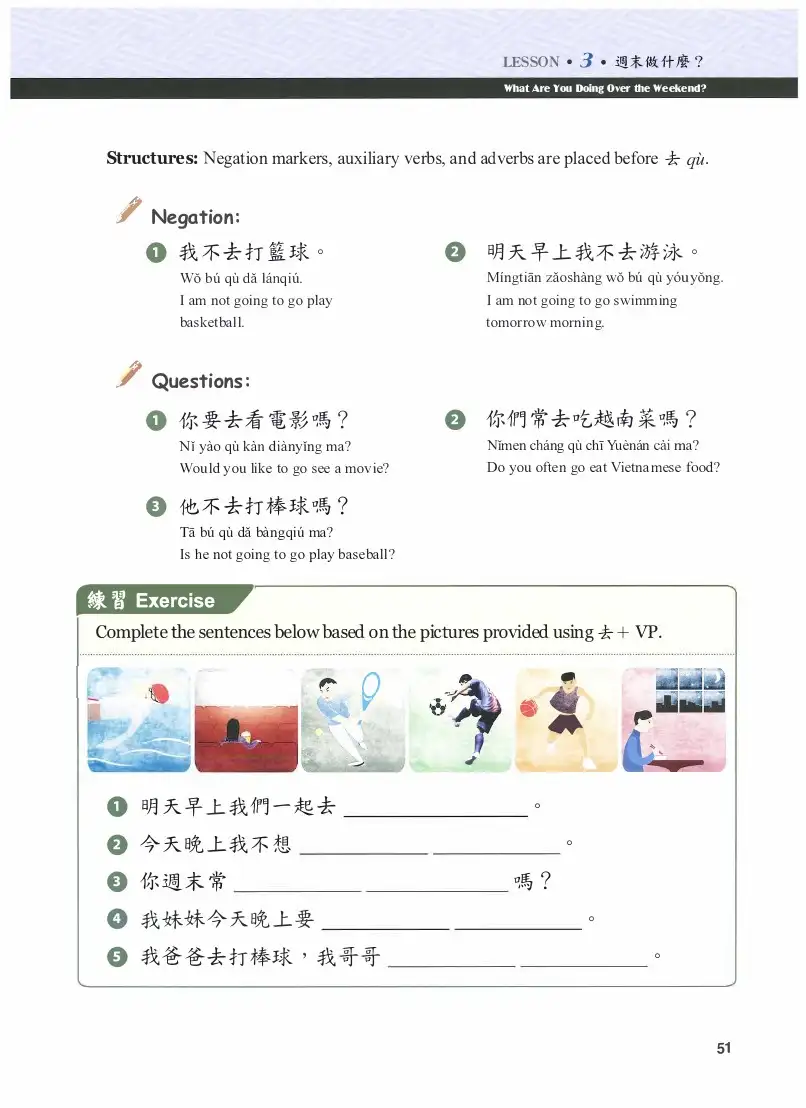 LESSON • 3 • 週末做什麼？
What Are You Doing Over the Weekend?
Structures: Negation markers, auxiliary verbs, and adverbs are placed before 去 qù.
Negation:
1 我不去打籃球。
Wǒ bú qù dǎ lánqiú.
I am not going to go play
basketball.
2 明天早上我不去游泳。
Míngtiān zǎoshàng wǒ bú qù yóuyǒng.
I am not going to go swimming
tomorrow morning.
Questions:
1 你要去看電影嗎？
Nǐ yào qù kàn diànyǐng ma?
Would you like to go see a movie?
2 你們常去吃越南菜嗎？
Nǐmen cháng qù chī Yuènán cài ma?
Do you often go eat Vietnamese food?
3 他不去打棒球嗎？
Tā bú qù dǎ bàngqiú ma?
Is he not going to go play baseball?
練習 Exercise
Complete the sentences below based on the pictures provided using 去 + VP.
1 明天早上我們一起去 ____________________。
2 今天晚上我不想 ______________ ______________。
3 你週末常 ______________ ______________ 嗎？
4 我妹妹今天晚上要 ______________ ______________。
5 我爸爸去打棒球，我哥哥 ______________ ______________。
51